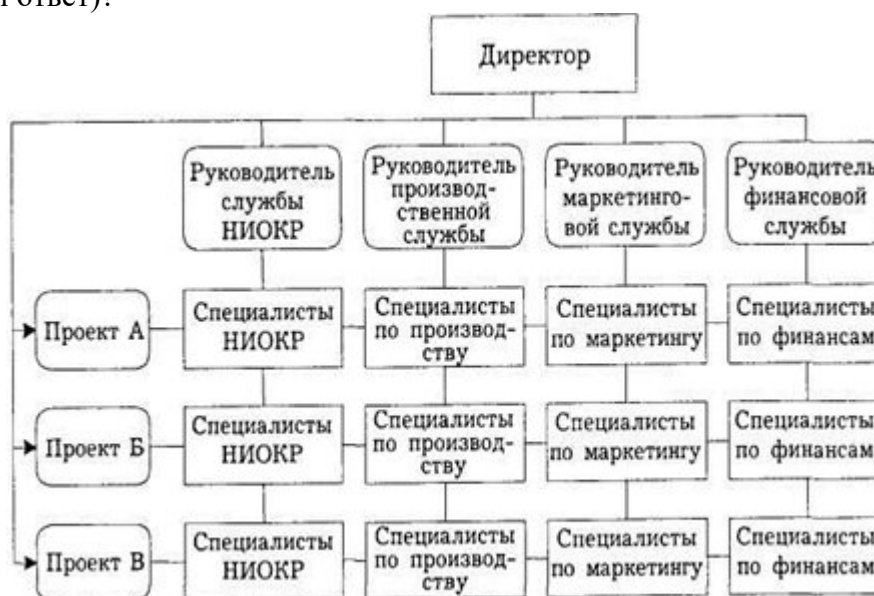 ответ)?
Директор
Руководитель
службы
НИОКР
Руководитель
производ-
ственной
службы
Руководитель
маркетинго-
вой службы
Руководитель
финансовой
службы
Проект А
Специалисты
НИОКР
Специалисты
по производ-
ству
Специалисты
по маркетингу
Специалисты
по финансам
Проект Б
Специалисты
НИОКР
Специалисты
по производ-
ству
Специалисты
по маркетингу
Специалисты
по финансам
Проект В
Специалисты
НИОКР
Специалисты
по производ-
ству
Специалисты
по маркетингу
Специалисты
по финансам